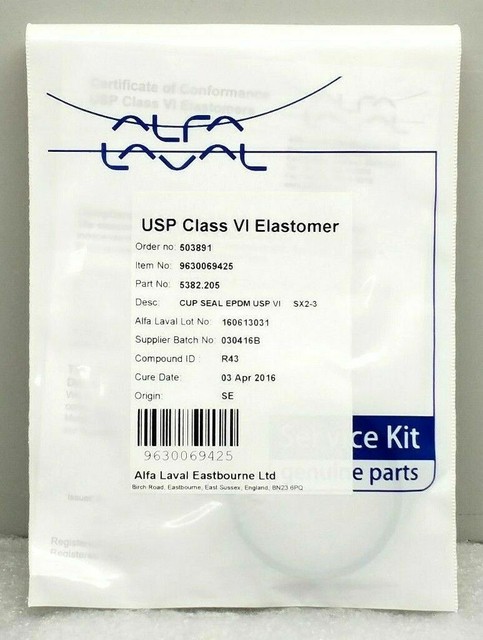 Certificate of Conformance
USP Class VI Elastomers
ALFA
LAVAL
USP Class VI Elastomer
Order no: 503891
Item No: 9630069425
Part No: 5382.205
Desc: CUP SEAL EPDM USP VI SX2-3
Alfa Laval Lot No: 160613031
Supplier Batch No: 030416B
Compound ID : R43
Cure Date: 03 Apr 2016
Origin: SE
9630069425
Service Kit
genuine parts
Alfa Laval Eastbourne Ltd
Birch Road, Eastbourne, East Sussex, England, BN23 6PQ